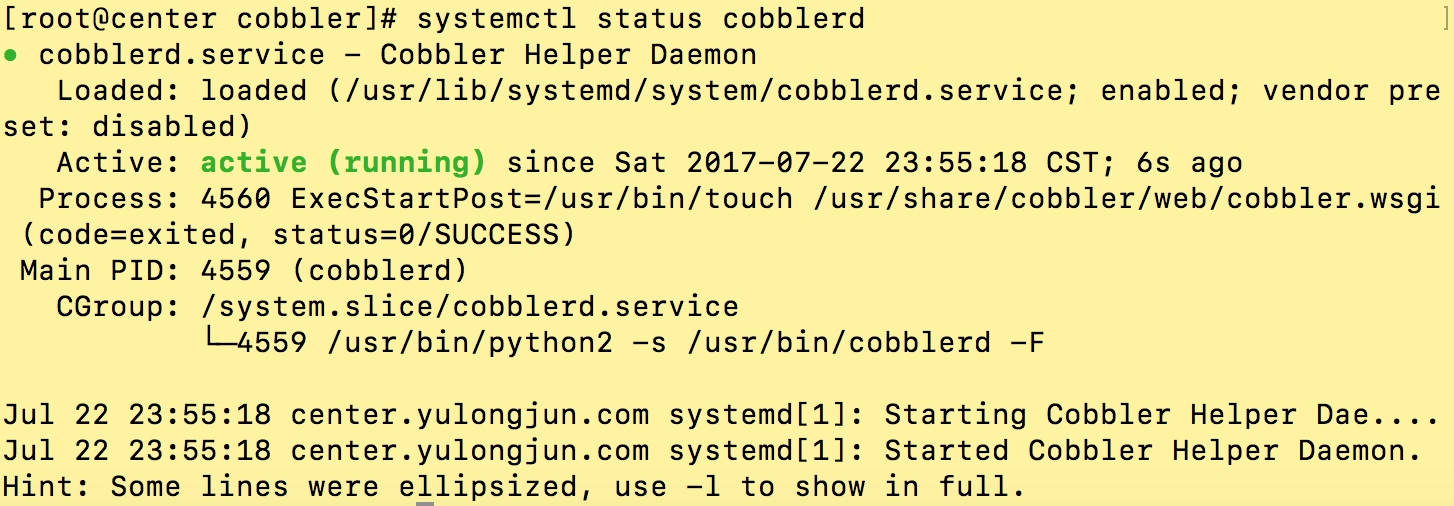 [root@center cobbler]# systemctl status cobblerd ]
● cobblerd.service - Cobbler Helper Daemon
   Loaded: loaded (/usr/lib/systemd/system/cobblerd.service; enabled; vendor pre
set: disabled)
   Active: active (running) since Sat 2017-07-22 23:55:18 CST; 6s ago
  Process: 4560 ExecStartPost=/usr/bin/touch /usr/share/cobbler/web/cobbler.wsgi
 (code=exited, status=0/SUCCESS)
 Main PID: 4559 (cobblerd)
   CGroup: /system.slice/cobblerd.service
           └─4559 /usr/bin/python2 -s /usr/bin/cobblerd -F

Jul 22 23:55:18 center.yulongjun.com systemd[1]: Starting Cobbler Helper Dae....
Jul 22 23:55:18 center.yulongjun.com systemd[1]: Started Cobbler Helper Daemon.
Hint: Some lines were ellipsized, use -l to show in full.